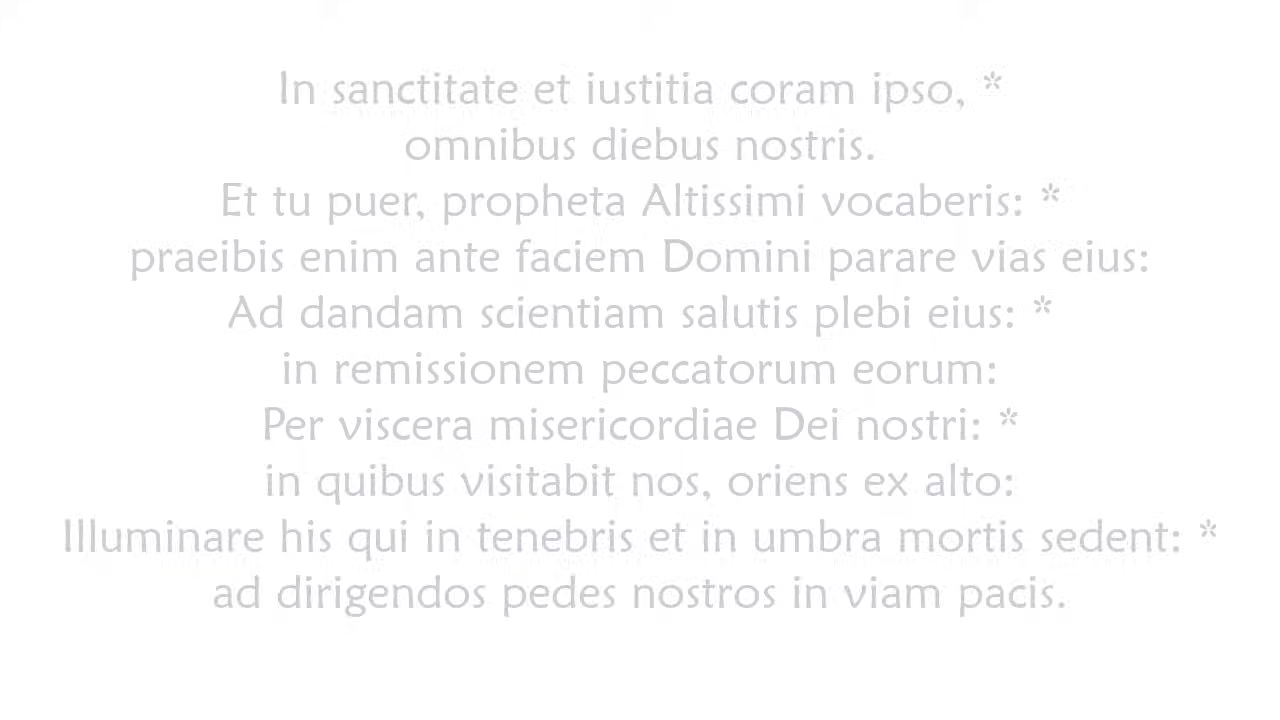 In sanctitate et iustitia coram ipso, *
omnibus diebus nostris.
Et tu puer, propheta Altissimi vocaberis: *
praeibis enim ante faciem Domini parare vias eius:
Ad dandam scientiam salutis plebi eius: *
in remissionem peccatorum eorum:
Per viscera misericordiae Dei nostri: *
in quibus visitabit nos, oriens ex alto:
Illuminare his qui in tenebris et in umbra mortis sedent: *
ad dirigendos pedes nostros in viam pacis.